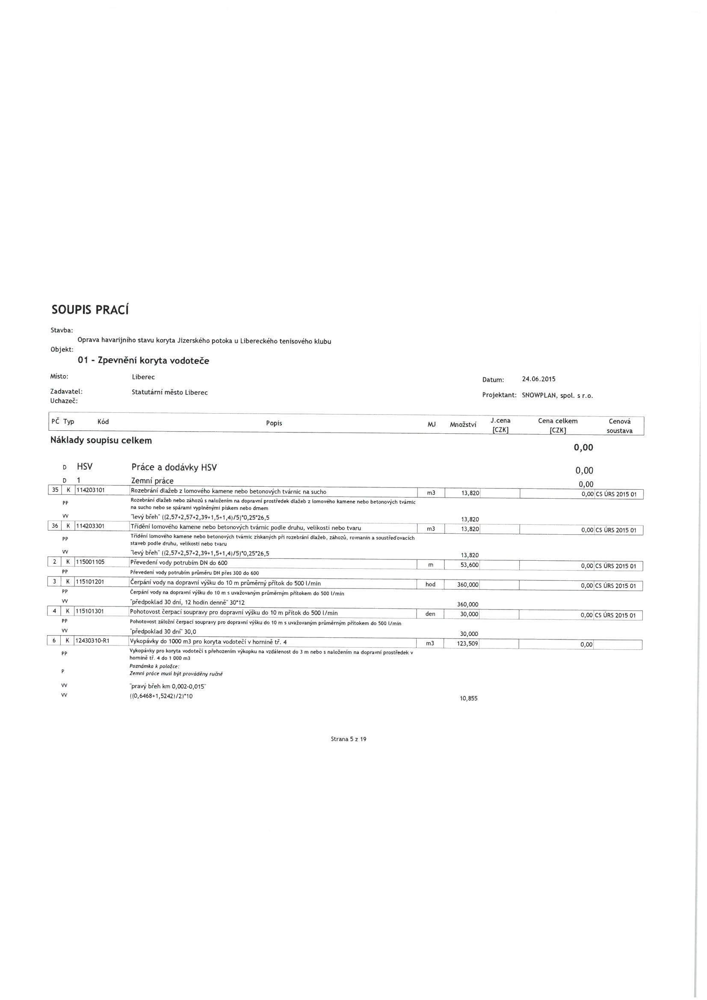 SOUPIS PRACÍ
Stavba:
Oprava havarijního stavu koryta Jizerského potoka u Libereckého tenisového klubu
Objekt:
01 - Zpevnění koryta vodoteče
Místo: Liberec Datum: 24.06.2015
Zadavatel: Statutární město Liberec Projektant: SNOWPLAN, spol. s r.o.
Uchazeč:
PČ Typ Kód Popis MJ Množství J.cena [CZK] Cena celkem [CZK] Cenová soustava
Náklady soupisu celkem 0,00
D HSV Práce a dodávky HSV 0,00
D 1 Zemní práce 0,00
35 K 114203101 Rozebrání dlažeb z lomového kamene nebo betonových tvárnic na sucho m3 13,820 0,00 CS ÚRS 2015 01
PP Rozebrání dlažeb nebo záhozů s naložením na dopravní prostředek dlažeb z lomového kamene nebo betonových tvárnic
na sucho nebo se spárami vyplněnými pískem nebo drnem
VV "levý břeh" ((2,57+2,57+2,39+1,5+1,4)/5)*0,25*26,5 13,820
36 K 114203301 Třídění lomového kamene nebo betonových tvárnic podle druhu, velikosti nebo tvaru m3 13,820 0,00 CS ÚRS 2015 01
PP Třídění lomového kamene nebo betonových tvárnic získaných při rozebrání dlažeb, záhozů, rovnanin a soustřeďovacích
staveb podle druhu, velikosti nebo tvaru
VV "levý břeh" ((2,57+2,57+2,39+1,5+1,4)/5)*0,25*26,5 13,820
2 K 115001105 Převedení vody potrubím DN do 600 m 53,600 0,00 CS ÚRS 2015 01
PP Převedení vody potrubím průměru DN přes 300 do 600
3 K 115101201 Čerpání vody na dopravní výšku do 10 m průměrný přítok do 500 l/min hod 360,000 0,00 CS ÚRS 2015 01
PP Čerpání vody na dopravní výšku do 10 m s uvažovaným průměrným přítokem do 500 l/min
VV "předpoklad 30 dní, 12 hodin denně" 30*12 360,000
4 K 115101301 Pohotovost čerpací soupravy pro dopravní výšku do 10 m přítok do 500 l/min den 30,000 0,00 CS ÚRS 2015 01
PP Pohotovost záložní čerpací soupravy pro dopravní výšku do 10 m s uvažovaným průměrným přítokem do 500 l/min
VV "předpoklad 30 dní" 30,0 30,000
6 K 12430310-R1 Vykopávky do 1000 m3 pro koryta vodotečí v hornině tř. 4 m3 123,509 0,00
PP Vykopávky pro koryta vodotečí s přehozením výkopku na vzdálenost do 3 m nebo s naložením na dopravní prostředek v
hornině tř. 4 do 1 000 m3
P Poznámka k položce:
Zemní práce musí být prováděny ručně
VV "pravý břeh km 0,002-0,015"
VV ((0,6468+1,5242)/2)*10 10,855
Strana 5 z 19